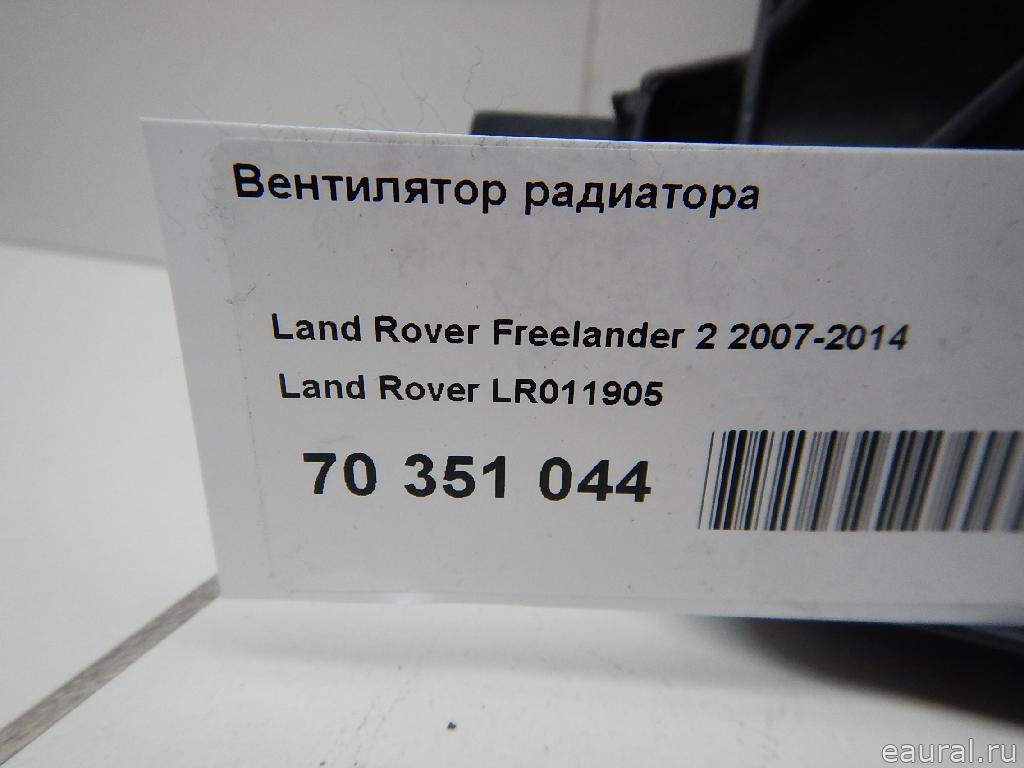 Вентилятор радиатора
Land Rover Freelander 2 2007-2014
Land Rover LR011905
70 351 044
eaural.ru